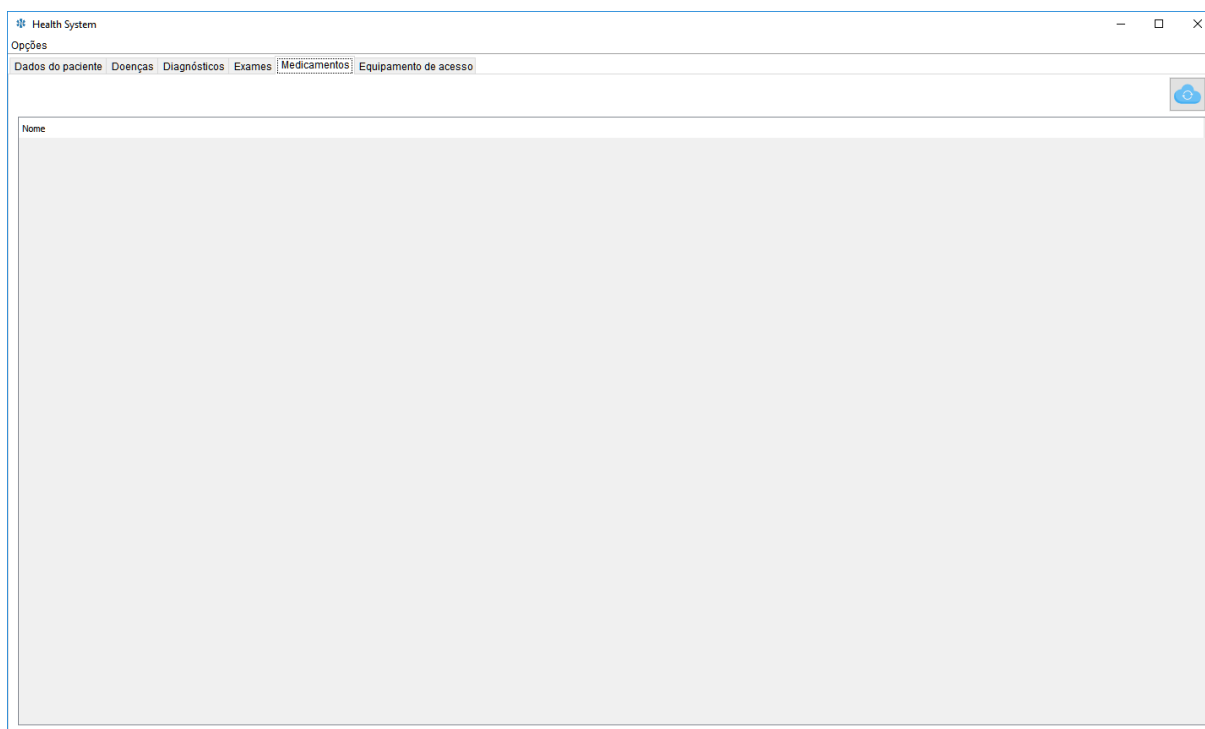 Health System
Opções
Dados do paciente Doenças Diagnósticos Exames Medicamentos Equipamento de acesso
Nome